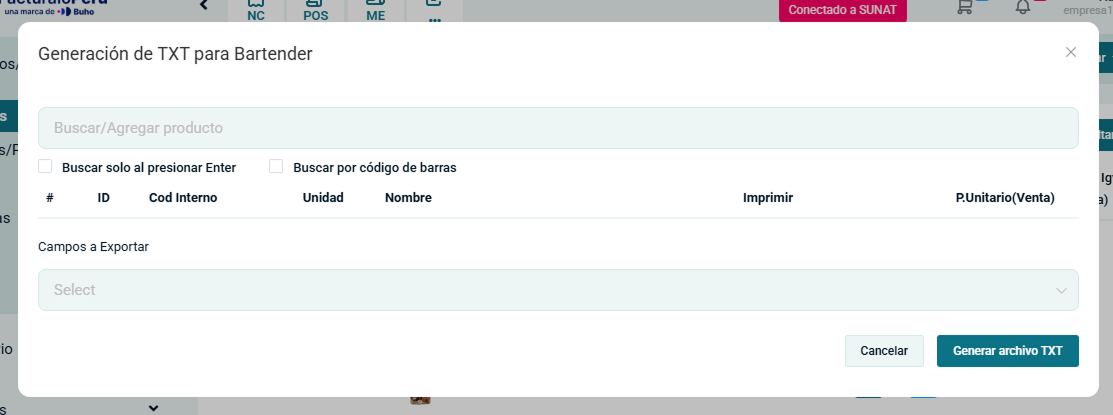 una marca de Buho
NC
POS
ME
...
Conectado a SUNAT
empresa1
Generación de TXT para Bartender
Buscar/Agregar producto
Buscar solo al presionar Enter
Buscar por código de barras
# ID Cod Interno Unidad Nombre Imprimir P.Unitario(Venta)
Campos a Exportar
Select
Cancelar
Generar archivo TXT